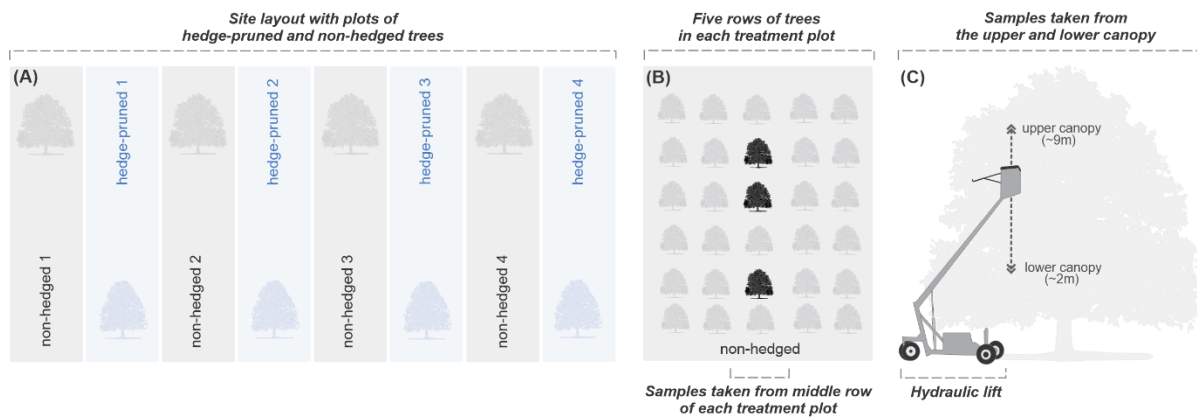 Site layout with plots of
hedge-pruned and non-hedged trees
(A)
non-hedged 1
hedge-pruned 1
non-hedged 2
hedge-pruned 2
non-hedged 3
hedge-pruned 3
non-hedged 4
hedge-pruned 4
Five rows of trees
in each treatment plot
(B)
non-hedged
Samples taken from middle row
of each treatment plot
Samples taken from
the upper and lower canopy
(C)
upper canopy
(~9m)
lower canopy
(~2m)
Hydraulic lift